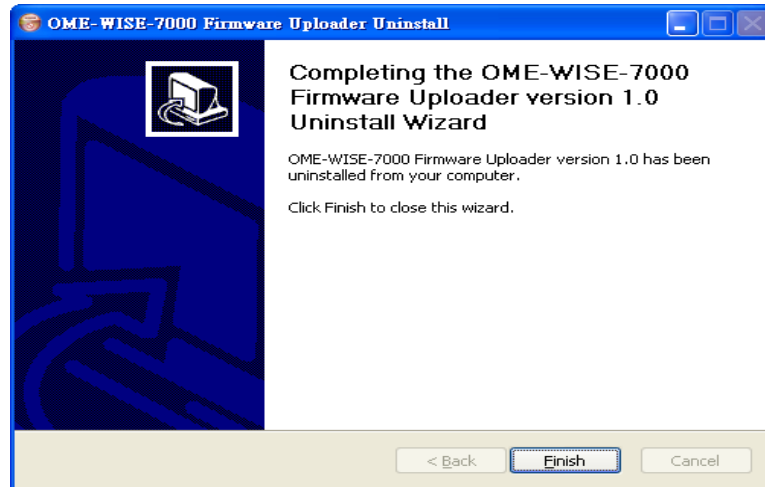 OME-WISE-7000 Firmware Uploader Uninstall
Completing the OME-WISE-7000
Firmware Uploader version 1.0
Uninstall Wizard
OME-WISE-7000 Firmware Uploader version 1.0 has been
uninstalled from your computer.
Click Finish to close this wizard.
< Back Finish Cancel